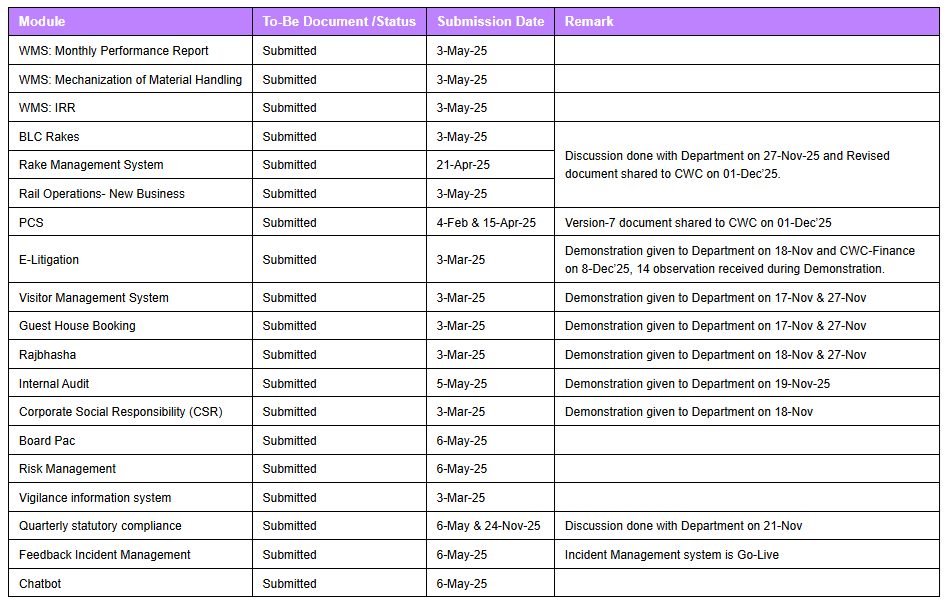 Module To-Be Document /Status Submission Date Remark
WMS: Monthly Performance Report Submitted 3-May-25
WMS: Mechanization of Material Handling Submitted 3-May-25
WMS: IRR Submitted 3-May-25
BLC Rakes Submitted 3-May-25
Rake Management System Submitted 21-Apr-25
Rail Operations- New Business Submitted 3-May-25
Discussion done with Department on 27-Nov-25 and Revised
document shared to CWC on 01-Dec’25.
PCS Submitted 4-Feb & 15-Apr-25 Version-7 document shared to CWC on 01-Dec’25
E-Litigation Submitted 3-Mar-25 Demonstration given to Department on 18-Nov and CWC-Finance
on 8-Dec’25, 14 observation received during Demonstration.
Visitor Management System Submitted 3-Mar-25 Demonstration given to Department on 17-Nov & 27-Nov
Guest House Booking Submitted 3-Mar-25 Demonstration given to Department on 17-Nov & 27-Nov
Rajbhasha Submitted 3-Mar-25 Demonstration given to Department on 18-Nov & 27-Nov
Internal Audit Submitted 5-May-25 Demonstration given to Department on 19-Nov-25
Corporate Social Responsibility (CSR) Submitted 3-Mar-25 Demonstration given to Department on 18-Nov
Board Pac Submitted 6-May-25
Risk Management Submitted 6-May-25
Vigilance information system Submitted 3-Mar-25
Quarterly statutory compliance Submitted 6-May & 24-Nov-25 Discussion done with Department on 21-Nov
Feedback Incident Management Submitted 6-May-25 Incident Management system is Go-Live
Chatbot Submitted 6-May-25